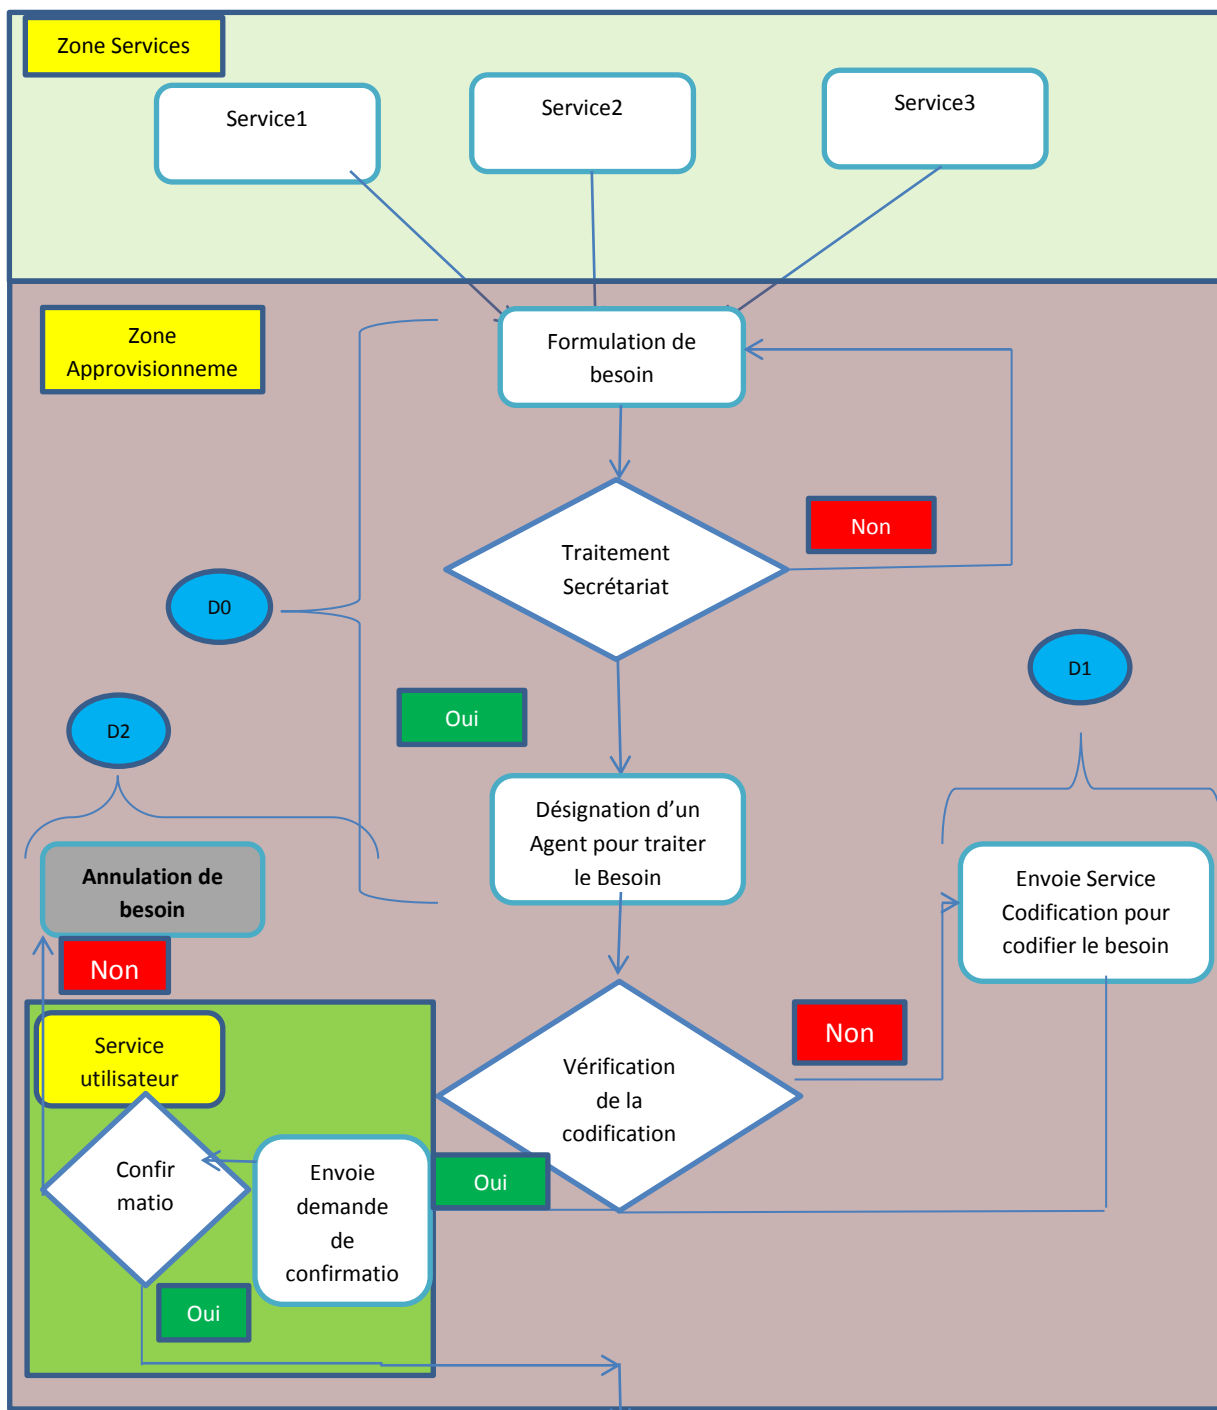 Zone Services
Service1
Service2
Service3
Zone
Approvisionneme
Formulation de
besoin
Non
Traitement
Secrétariat
D0
D1
Oui
D2
Désignation d’un
Agent pour traiter
le Besoin
Annulation de
besoin
Envoie Service
Codification pour
codifier le besoin
Non
Non
Service
utilisateur
Vérification
de la
codification
Confir
matio
Envoie
demande
de
confirmatio
Oui
Oui